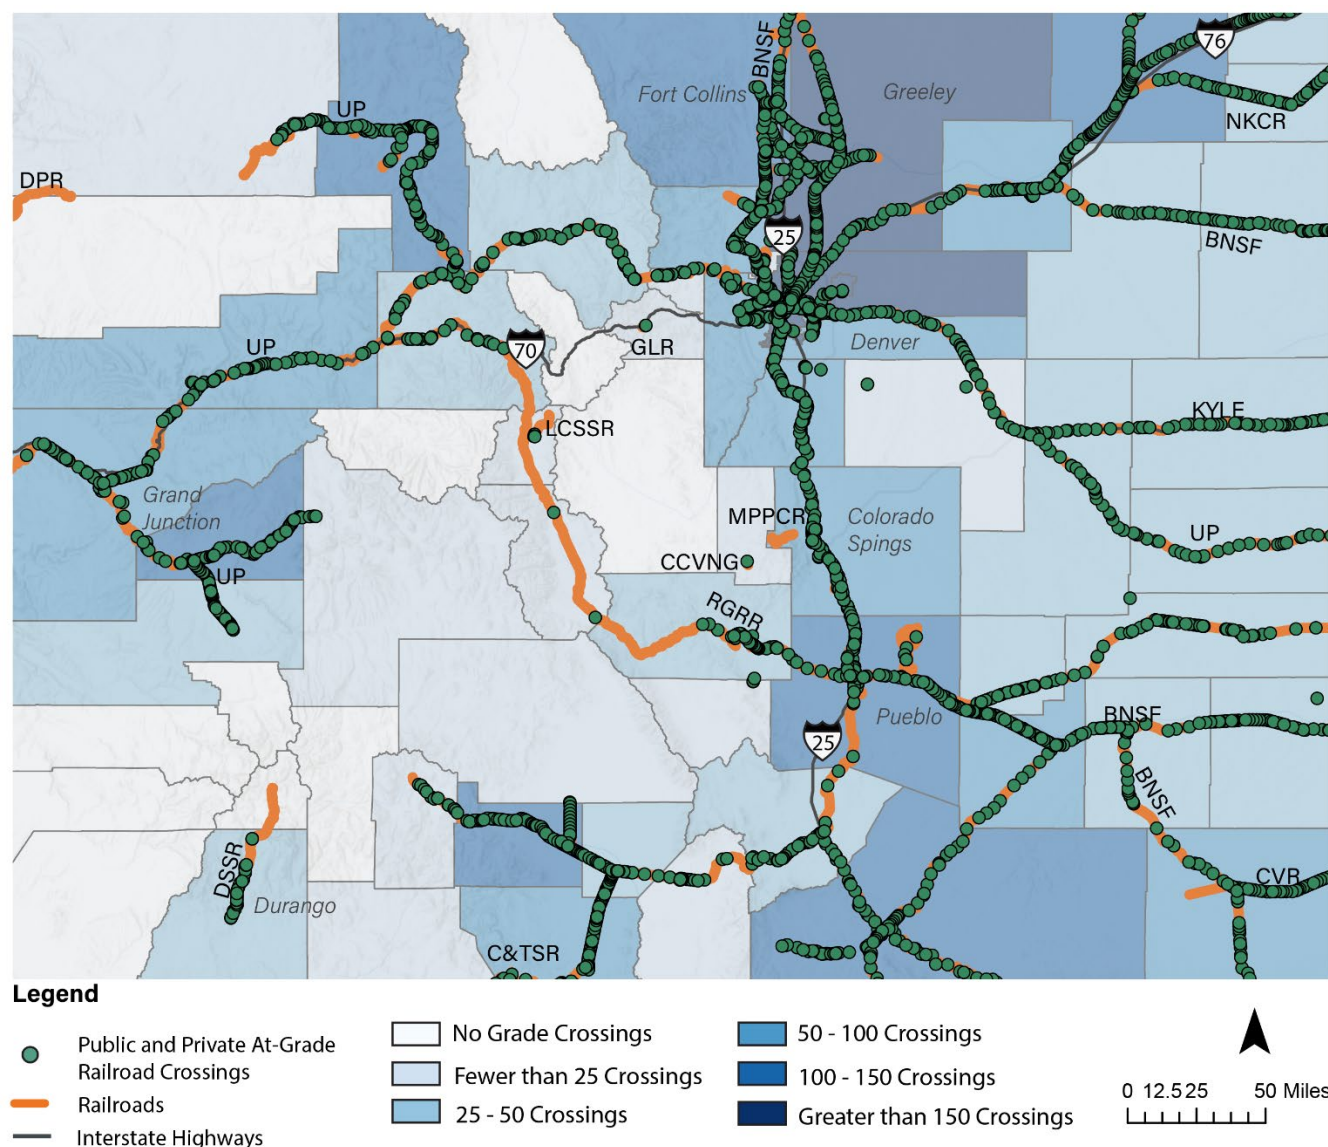 BNSF
76
Fort Collins
Greeley
UP
NKCR
DPR
25
BNSF
UP
70
GLR
Denver
KYLE
LCSSR
Grand
Junction
MPPCR
Colorado
Spings
UP
CCVNG
UP
RGRR
Pueblo
BNSF
25
BNSF
DSSR
Durango
CVR
C&TSR
Legend
Public and Private At-Grade
Railroad Crossings
Railroads
Interstate Highways
No Grade Crossings
Fewer than 25 Crossings
25 - 50 Crossings
50 - 100 Crossings
100 - 150 Crossings
Greater than 150 Crossings
0 12.5 25 50 Miles